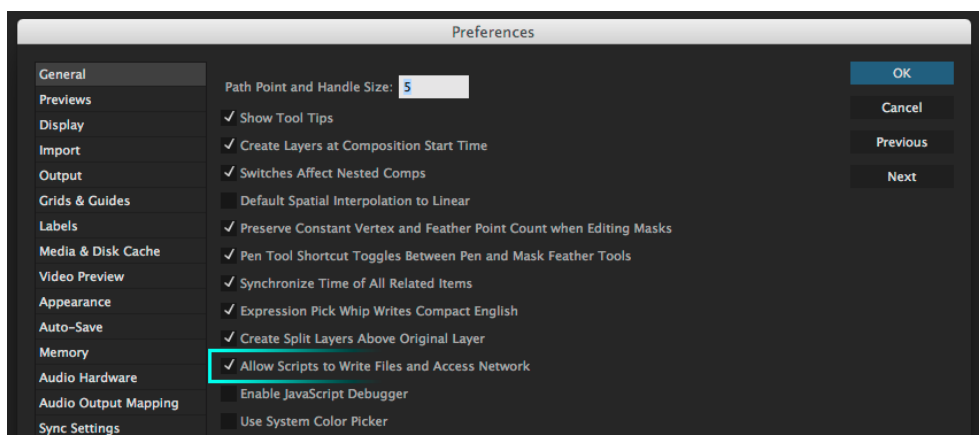 Preferences
General
Previews
Display
Import
Output
Grids & Guides
Labels
Media & Disk Cache
Video Preview
Appearance
Auto-Save
Memory
Audio Hardware
Audio Output Mapping
Sync Settings
Path Point and Handle Size: 5
Show Tool Tips
Create Layers at Composition Start Time
Switches Affect Nested Comps
Default Spatial Interpolation to Linear
Preserve Constant Vertex and Feather Point Count when Editing Masks
Pen Tool Shortcut Toggles Between Pen and Mask Feather Tools
Synchronize Time of All Related Items
Expression Pick Whip Writes Compact English
Create Split Layers Above Original Layer
Allow Scripts to Write Files and Access Network
Enable JavaScript Debugger
Use System Color Picker
OK
Cancel
Previous
Next